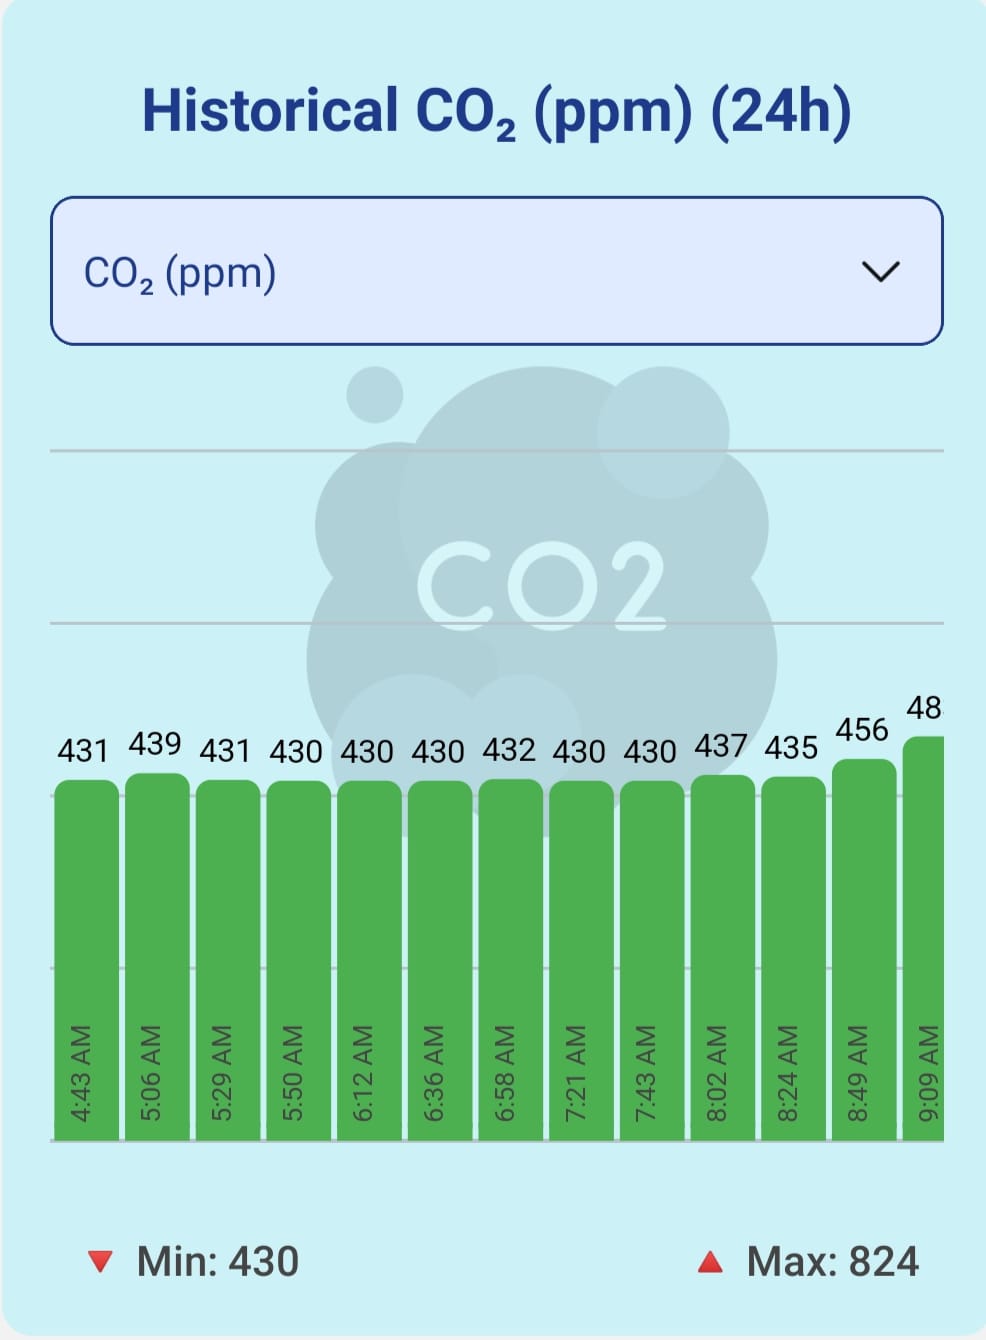 Historical CO₂ (ppm) (24h)
CO₂ (ppm)
CO2
431 439 431 430 430 430 432 430 430 437 435 456 48
4:43 AM
5:06 AM
5:29 AM
5:50 AM
6:12 AM
6:36 AM
6:58 AM
7:21 AM
7:43 AM
8:02 AM
8:24 AM
8:49 AM
9:09 AM
Min: 430
Max: 824